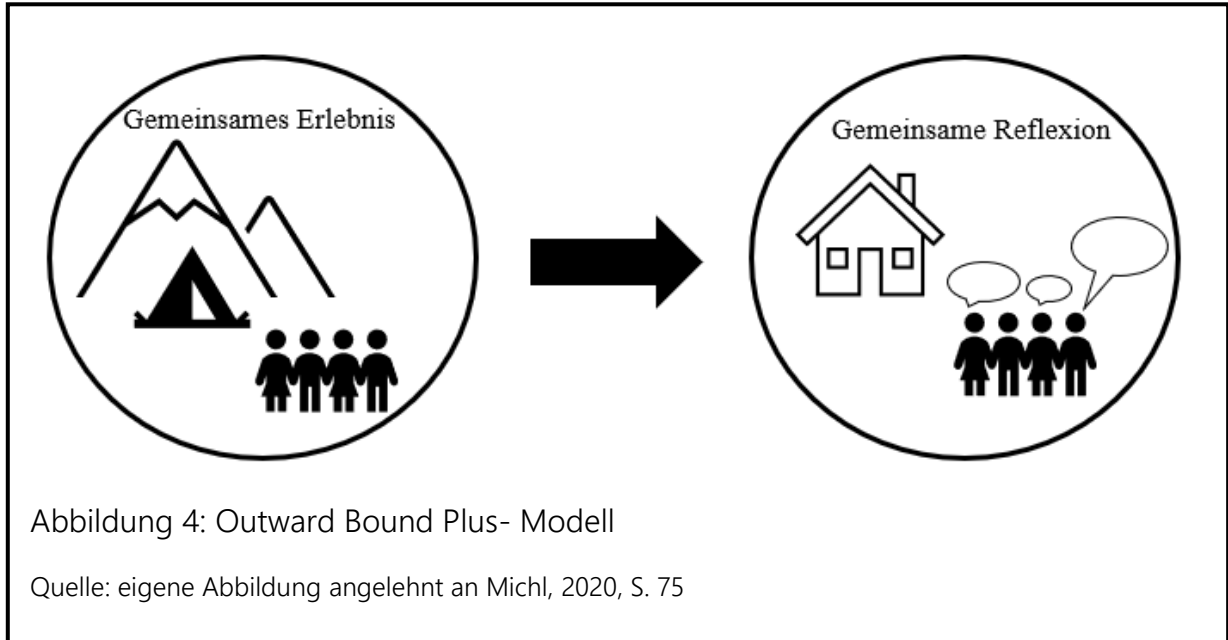 Gemeinsames Erlebnis
Gemeinsame Reflexion
Abbildung 4: Outward Bound Plus- Modell
Quelle: eigene Abbildung angelehnt an Michl, 2020, S. 75